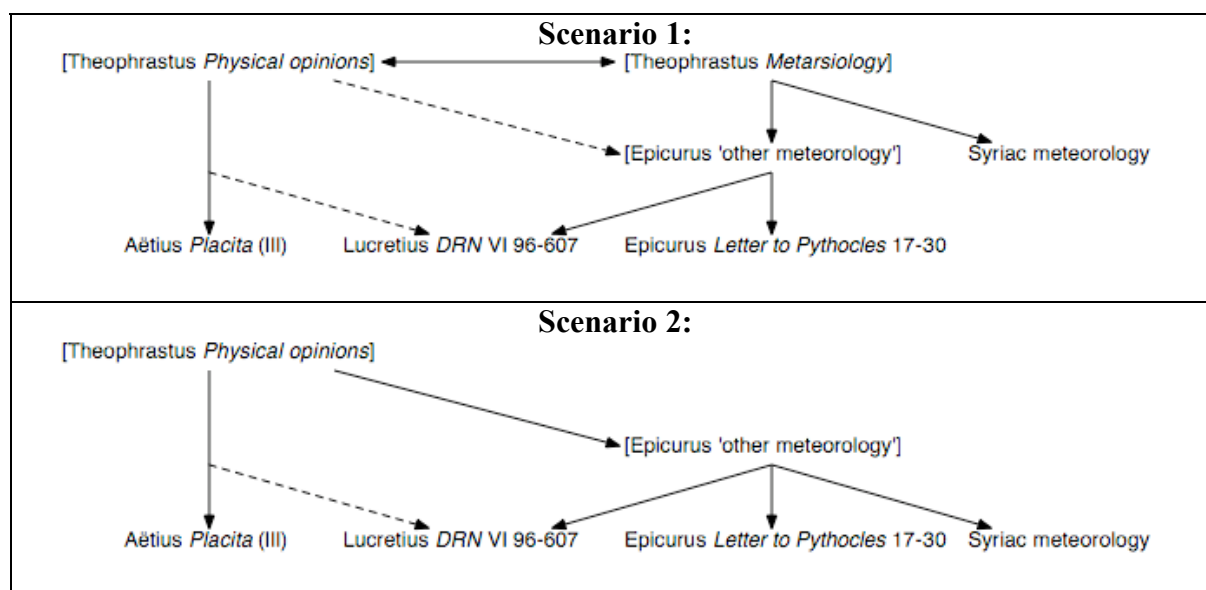 Scenario 1:
[Theophrastus Physical opinions] [Theophrastus Metarsiology]
[Epicurus 'other meteorology'] Syriac meteorology
Aëtius Placita (III) Lucretius DRN VI 96-607 Epicurus Letter to Pythocles 17-30
Scenario 2:
[Theophrastus Physical opinions]
[Epicurus 'other meteorology']
Aëtius Placita (III) Lucretius DRN VI 96-607 Epicurus Letter to Pythocles 17-30 Syriac meteorology